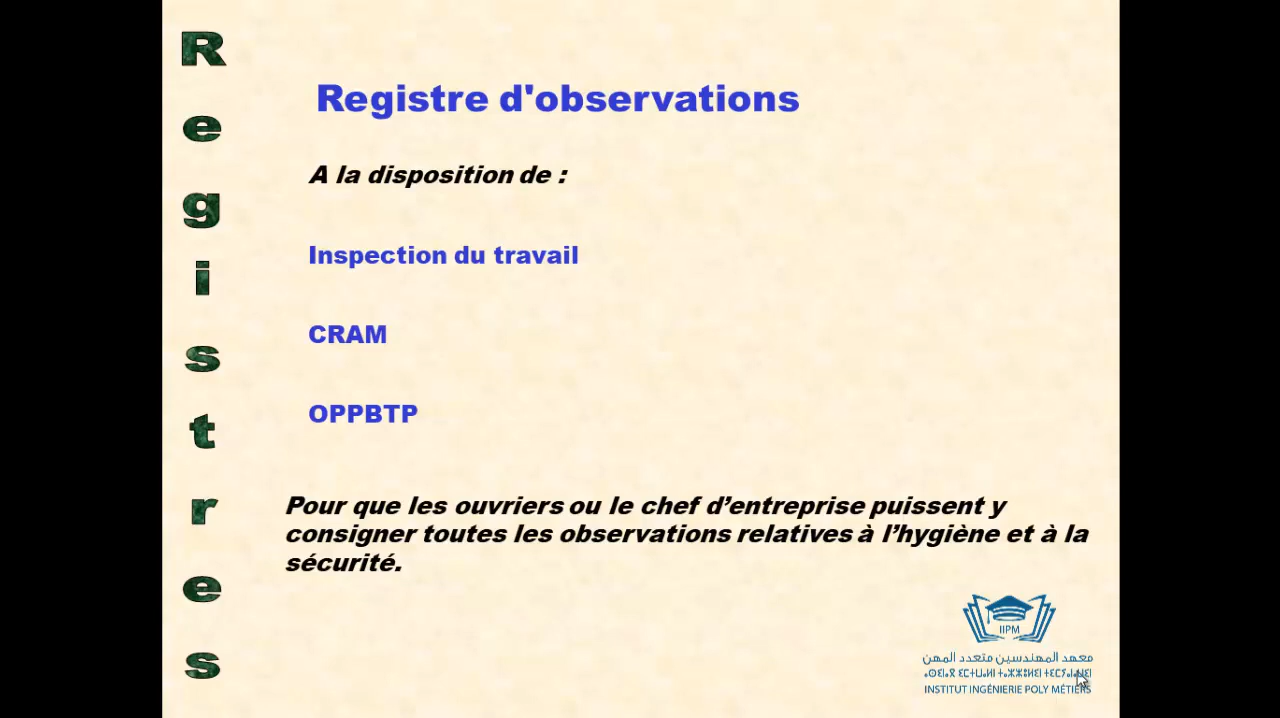 Registres
Registre d'observations
A la disposition de :
Inspection du travail
CRAM
OPPBTP
Pour que les ouvriers ou le chef d’entreprise puissent y
consigner toutes les observations relatives à l’hygiène et à la
sécurité.
IIPM
معهد المهندسين متعدد المهن
INSTITUT INGÉNIERIE POLY MÉTIERS